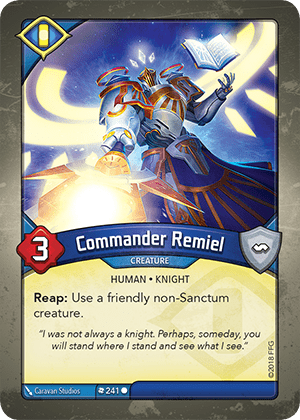 Commander Remiel
CREATURE
3
HUMAN • KNIGHT
Reap: Use a friendly non-Sanctum
creature.
“I was not always a knight. Perhaps, someday, you
will stand where I stand and see what I see.”
Caravan Studios
241
©2018 FFG